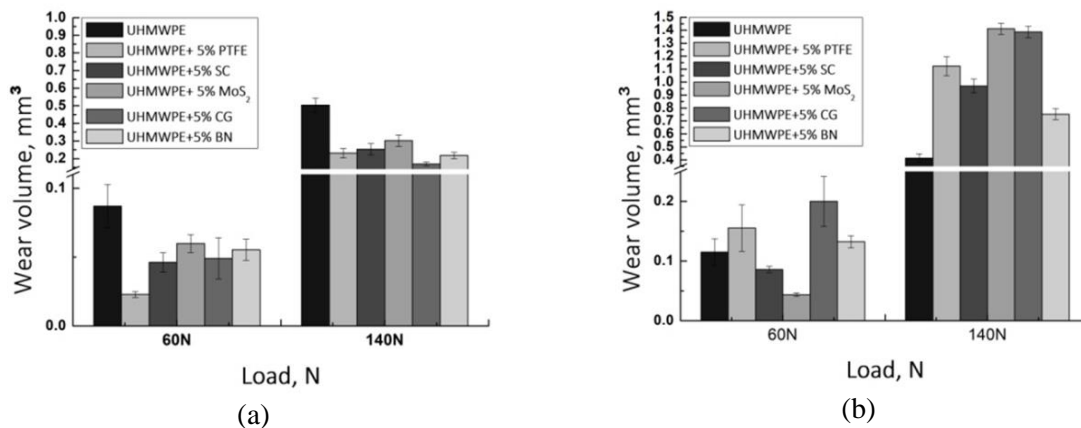 1.0
0.9
0.8
0.7
0.6
0.5
0.4
0.3
0.2
0.1
0.0
Wear volume, mm³
UHMWPE
UHMWPE+ 5% PTFE
UHMWPE+5% SC
UHMWPE+ 5% MoS₂
UHMWPE+5% CG
UHMWPE+5% BN
60N
140N
Load, N
(a)
1.5
1.4
1.3
1.2
1.1
1.0
0.9
0.8
0.7
0.6
0.5
0.4
0.2
0.1
0.0
Wear volume, mm³
UHMWPE
UHMWPE+ 5% PTFE
UHMWPE+5% SC
UHMWPE+ 5% MoS₂
UHMWPE+5% CG
UHMWPE+5% BN
60N
140N
Load, N
(b)